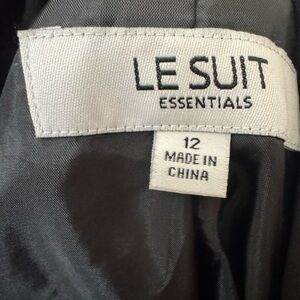 LE SUIT
ESSENTIALS
12
MADE IN
CHINA